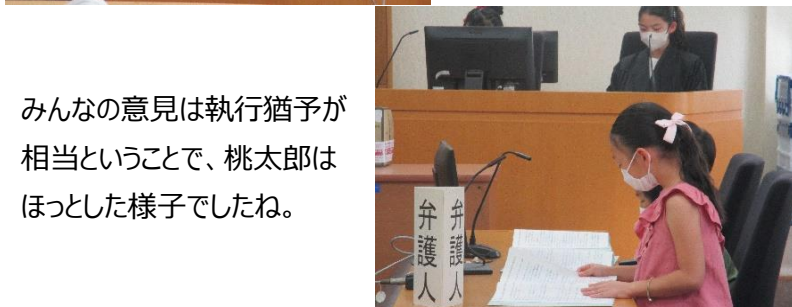 みんなの意見は執行猶予が
相当ということで、桃太郎は
ほっとした様子でしたね。
弁護人
弁護人